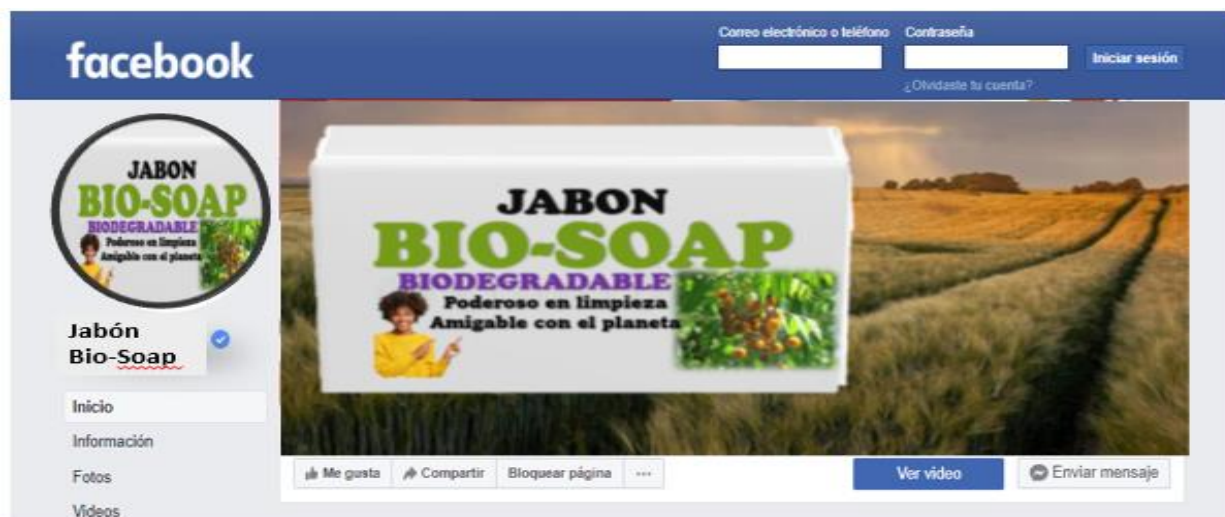 Correo electrónico o teléfono Contraseña
facebook Iniciar sesión
¿Olvidaste tu cuenta?
JABON
BIO-SOAP
BIODEGRADABLE
Poderoso en limpieza
Amigable con el planeta
Jabón
Bio-Soap
Inicio
Información
Fotos
Videos
JABON
BIO-SOAP
BIODEGRADABLE
Poderoso en limpieza
Amigable con el planeta
Me gusta Compartir Bloquear página ... Ver video Enviar mensaje